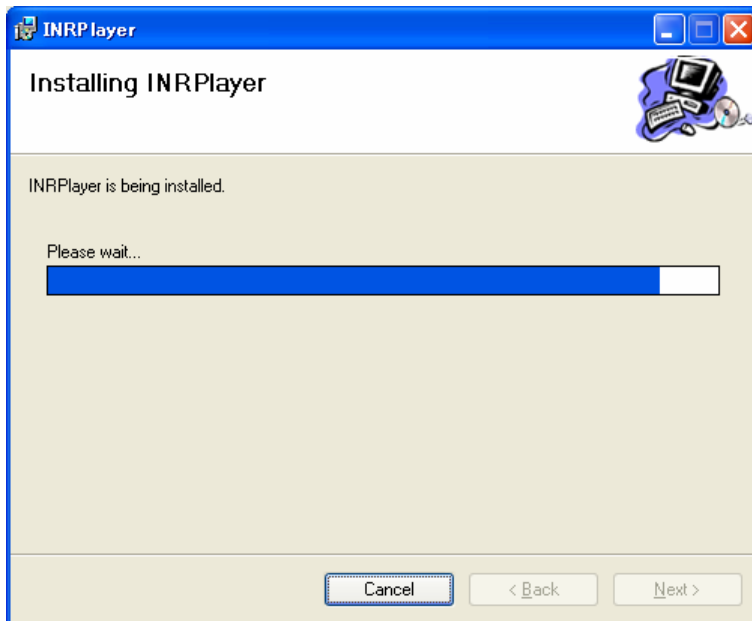 INRPlayer
Installing INRPlayer
INRPlayer is being installed.
Please wait...
Cancel
< Back
Next >